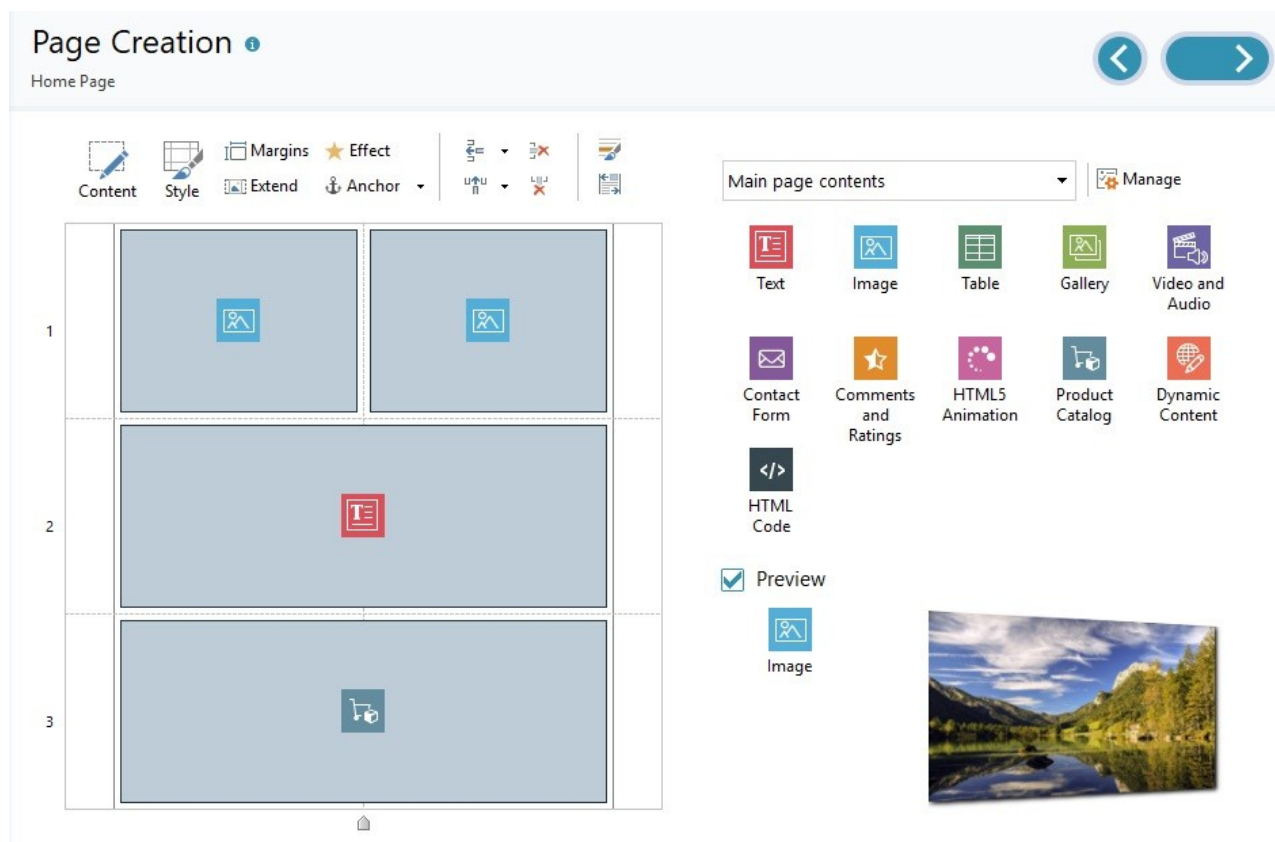 Page Creation
Home Page
Content
Style
Margins
Effect
Extend
Anchor
Main page contents
Manage
1
2
3
Text
Image
Table
Gallery
Video and
Audio
Contact
Form
Comments
and
Ratings
HTML5
Animation
Product
Catalog
Dynamic
Content
</>
HTML
Code
Preview
Image